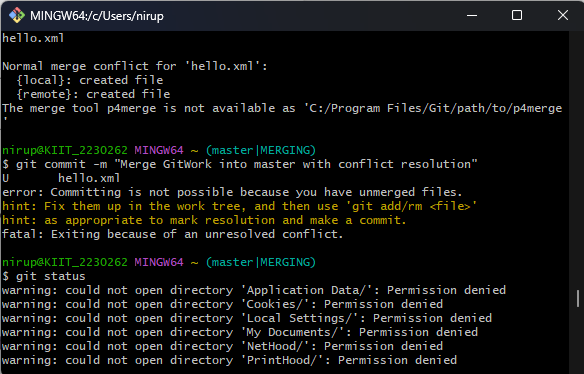 MINGW64:/c/Users/nirup
hello.xml
Normal merge conflict for 'hello.xml':
{local}: created file
{remote}: created file
The merge tool p4merge is not available as 'C:/Program Files/Git/path/to/p4merge
'
nirup@KIIT_2230262 MINGW64 ~ (master|MERGING)
$ git commit -m "Merge GitWork into master with conflict resolution"
U       hello.xml
error: Committing is not possible because you have unmerged files.
hint: Fix them up in the work tree, and then use 'git add/rm <file>'
hint: as appropriate to mark resolution and make a commit.
fatal: Exiting because of an unresolved conflict.
nirup@KIIT_2230262 MINGW64 ~ (master|MERGING)
$ git status
warning: could not open directory 'Application Data/': Permission denied
warning: could not open directory 'Cookies/': Permission denied
warning: could not open directory 'Local Settings/': Permission denied
warning: could not open directory 'My Documents/': Permission denied
warning: could not open directory 'NetHood/': Permission denied
warning: could not open directory 'PrintHood/': Permission denied